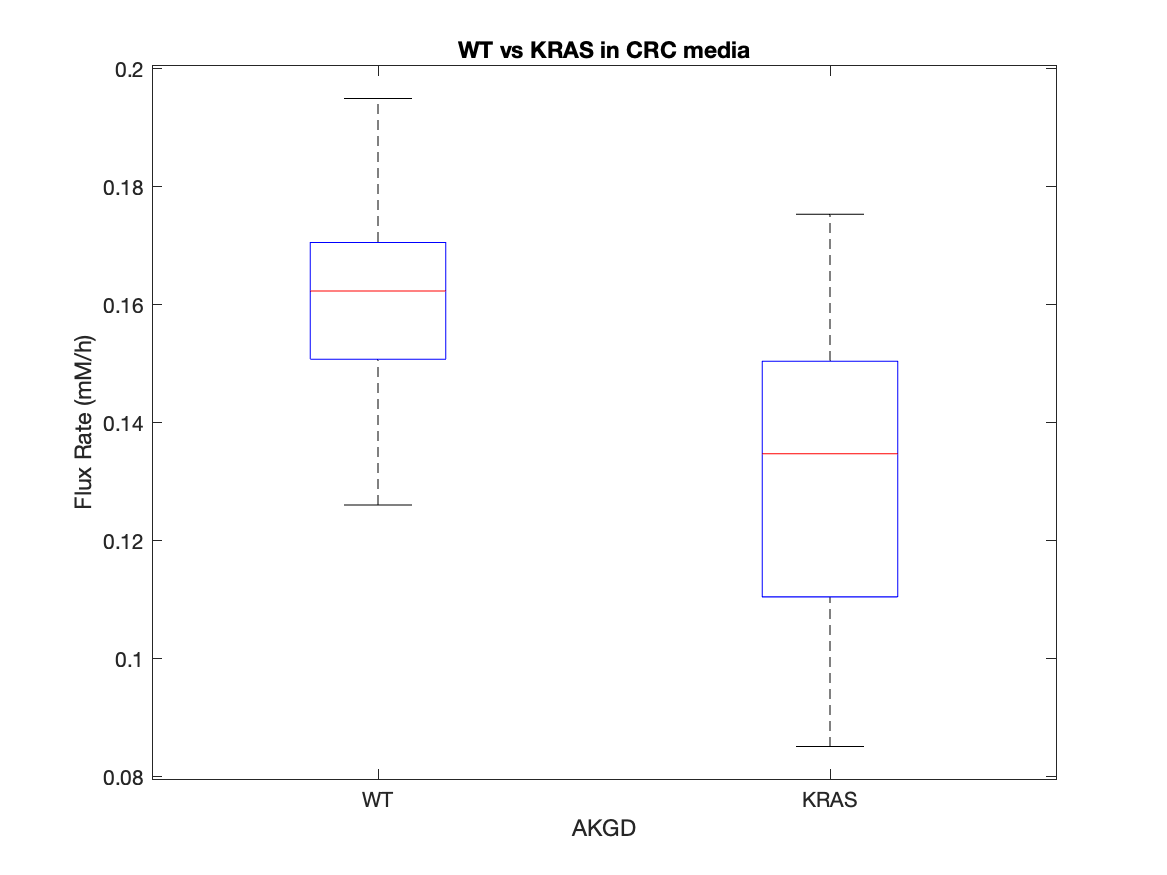 WT vs KRAS in CRC media
0.2
0.18
0.16
0.14
0.12
0.1
0.08
Flux Rate (mM/h)
WT KRAS
AKGD